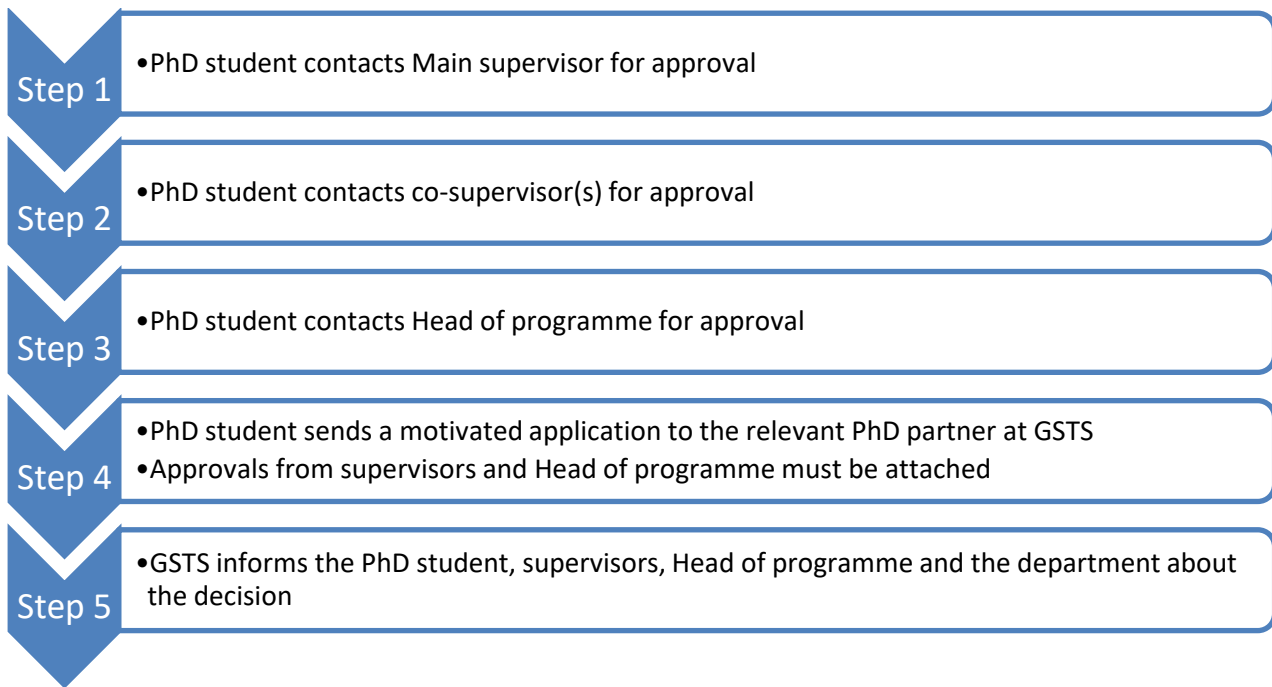 Step 1
•PhD student contacts Main supervisor for approval
Step 2
•PhD student contacts co-supervisor(s) for approval
Step 3
•PhD student contacts Head of programme for approval
Step 4
•PhD student sends a motivated application to the relevant PhD partner at GSTS
•Approvals from supervisors and Head of programme must be attached
Step 5
•GSTS informs the PhD student, supervisors, Head of programme and the department about
the decision